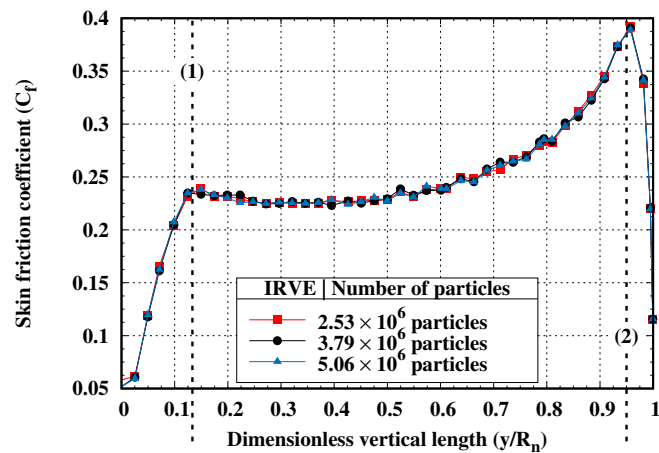 0.4
0.35
0.3
0.25
0.2
0.15
0.1
0.05
Skin friction coefficient (C_f)
(1)
(2)
IRVE | Number of particles
2.53 × 10^6 particles
3.79 × 10^6 particles
5.06 × 10^6 particles
0 0.1 0.2 0.3 0.4 0.5 0.6 0.7 0.8 0.9 1
Dimensionless vertical length (y/R_n)